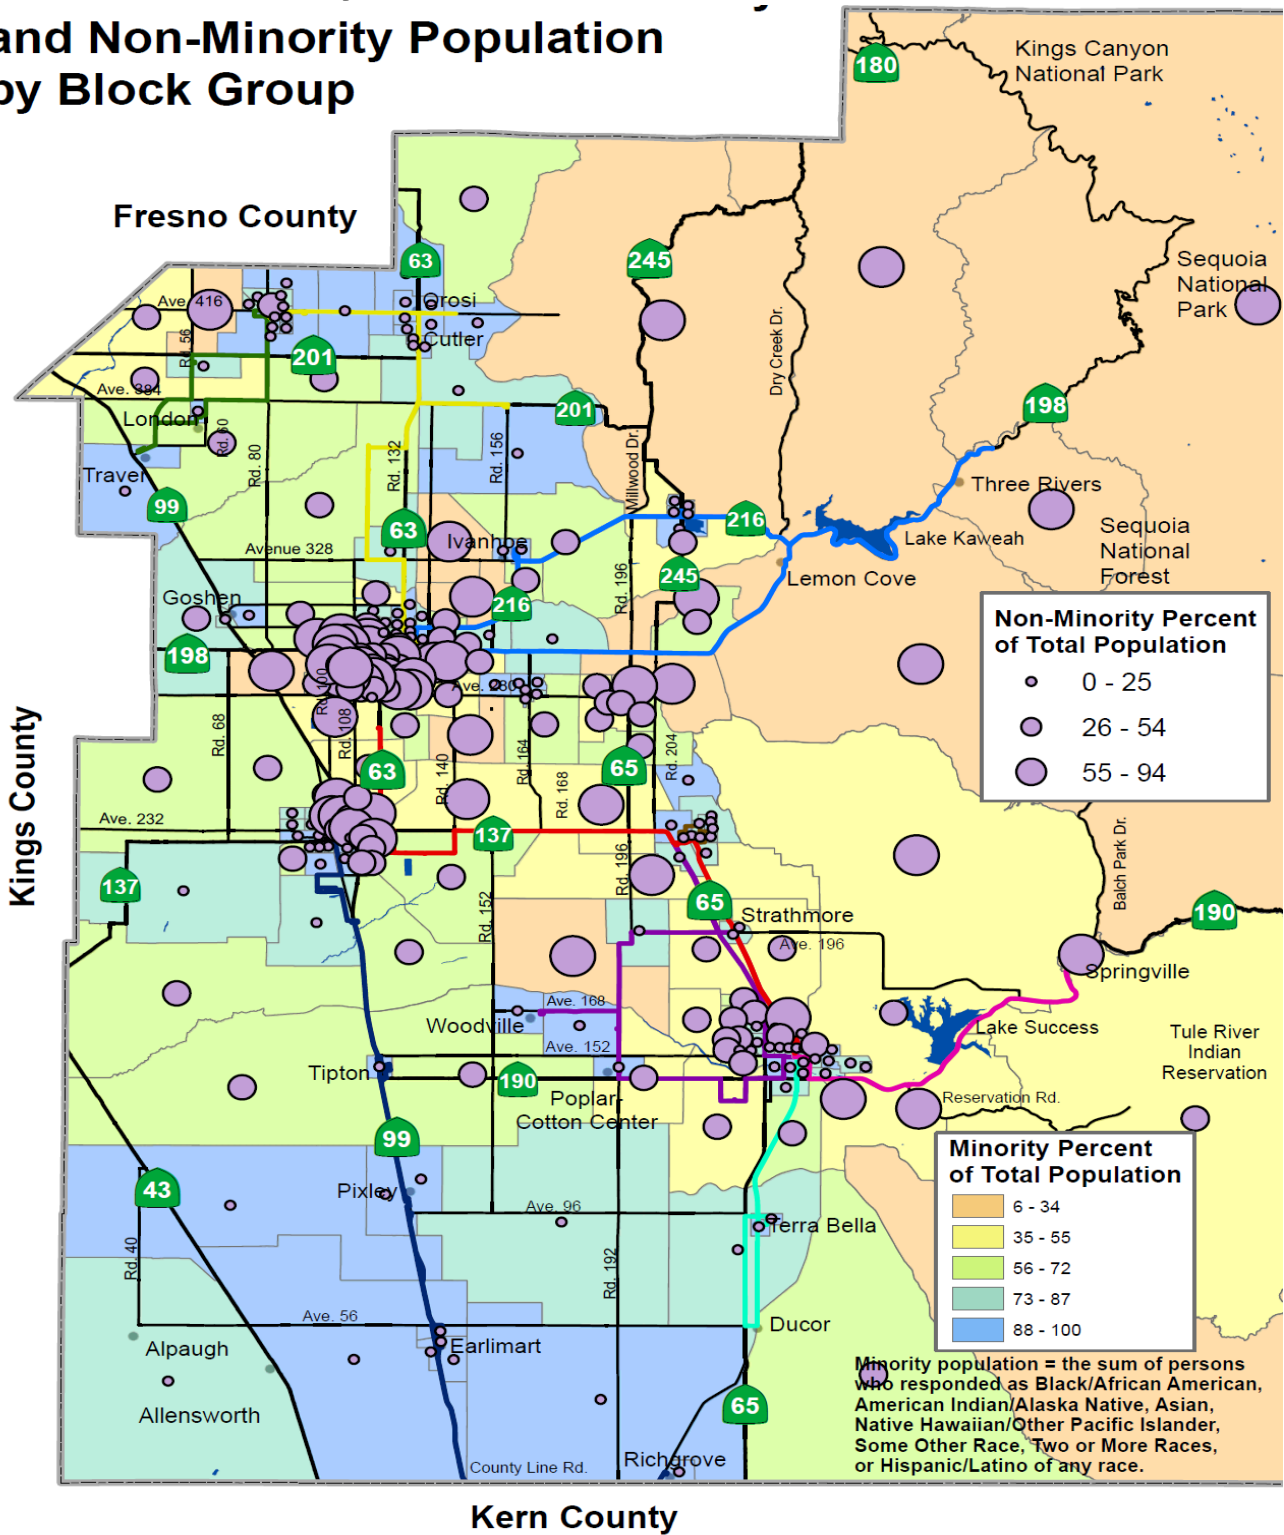 and Non-Minority Population
by Block Group
180
Kings Canyon
National Park
Fresno County
63
245
Sequoia
National
Park
Ave. 416
Orosi
Cutler
Rd. 56
201
Dry Creek Dr.
Ave. 384
201
198
London
Rd. 60
Rd. 80
Rd. 132
Rd. 156
Millwood Dr.
Traver
99
Three Rivers
63
216
Sequoia
National
Forest
Avenue 328
Ivanhoe
Lake Kaweah
245
Rd. 196
Lemon Cove
Goshen
216
198
Non-Minority Percent
of Total Population
0 - 25
26 - 54
55 - 94
Rd. 100
Ave. 280
Rd. 68
Rd. 108
Rd. 140
Rd. 164
Rd. 168
Rd. 204
Kings County
63
65
Ave. 232
137
Rd. 196
Balch Park Dr.
137
Rd. 152
65
190
Strathmore
Ave. 196
Springville
Ave. 168
Woodville
Ave. 152
Lake Success
Tule River
Indian
Reservation
Tipton
190
Poplar-
Cotton Center
Reservation Rd.
99
Minority Percent
of Total Population
6 - 34
35 - 55
56 - 72
73 - 87
88 - 100
43
Pixley
Ave. 96
Terra Bella
Rd. 40
Rd. 192
Ave. 56
Ducor
Alpaugh
Earlimart
Allensworth
65
Minority population = the sum of persons
who responded as Black/African American,
American Indian/Alaska Native, Asian,
Native Hawaiian/Other Pacific Islander,
Some Other Race, Two or More Races,
or Hispanic/Latino of any race.
Richgrove
County Line Rd.
Kern County